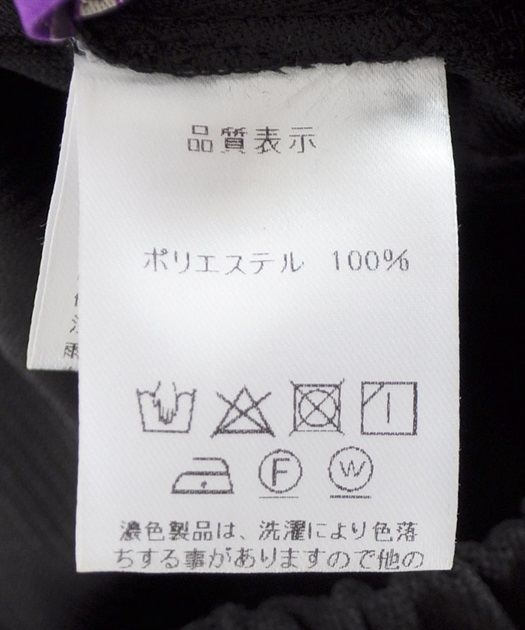 品質表示
ポリエステル 100%
F
W
濃色製品は、洗濯により色落
ちする事がありますので他の
雨